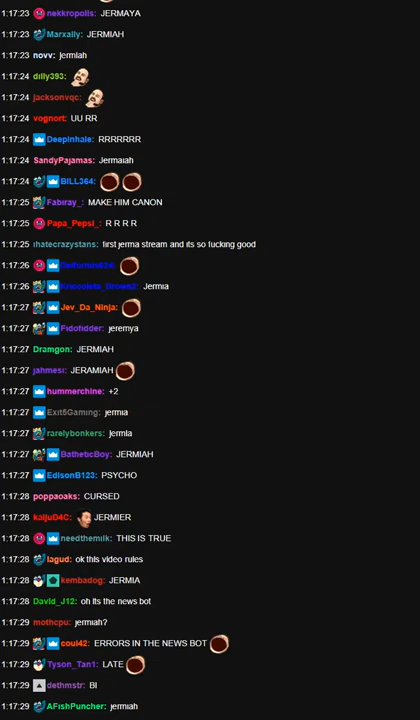 1:17:23 nekkropolis: JERMAYA
1:17:23 Marxally: JERMIAH
1:17:23 novv: jermiah
1:17:24 dilly393:
1:17:24 jacksonvqc:
1:17:24 vognort: UU RR
1:17:24 Deepinhale: RRRRRRR
1:17:24 SandyPajamas: Jermaiah
1:17:24 BILL364:
1:17:25 Fabiray_: MAKE HIM CANON
1:17:25 Papa_Pepsi_: R R R R
1:17:25 ihatecrazystans: first jerma stream and its so fucking good
1:17:26
1:17:26 Jermia
1:17:27 Jev_Da_Ninja:
1:17:27 Fidofidder: jeremya
1:17:27 Dramgon: JERMIAH
1:17:27 jahmesi: JERAMIAH
1:17:27 hummerchine: +2
1:17:27 Exit5Gaming: jermia
1:17:27 rarelybonkers: jermla
1:17:27 BatheticBoy: JERMIAH
1:17:27 EdisonB123: PSYCHO
1:17:28 poppaoaks: CURSED
1:17:28 kaijuD4C: JERMIER
1:17:28 needthemilk: THIS IS TRUE
1:17:28 lagud: ok this video rules
1:17:28 kembadog: JERMIA
1:17:28 David_J12: oh its the news bot
1:17:29 mothcpu: jermiah?
1:17:29 coul42: ERRORS IN THE NEWS BOT
1:17:29 Tyson_Tan1: LATE
1:17:29 dethmstr: BI
1:17:29 AFishPuncher: jermiah